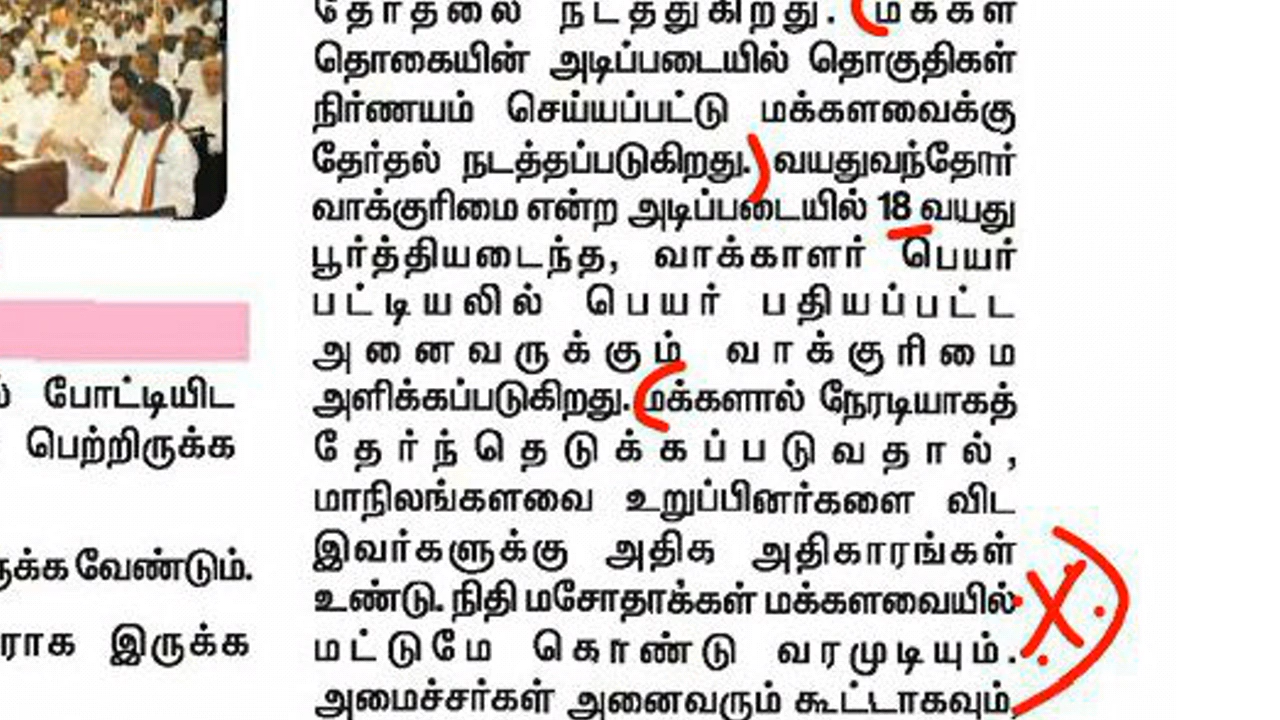 போட்டியிட
பெற்றிருக்க
வேண்டும்.
ராக இருக்க
தேர்தலை நடத்துகிறது. மக்கள்
தொகையின் அடிப்படையில் தொகுதிகள்
நிர்ணயம் செய்யப்பட்டு மக்களவைக்கு
தேர்தல் நடத்தப்படுகிறது. வயதுவந்தோர்
வாக்குரிமை என்ற அடிப்படையில் 18 வயது
பூர்த்தியடைந்த, வாக்காளர் பெயர்
பட்டியலில் பெயர் பதியப்பட்ட
அனைவருக்கும் வாக்குரிமை
அளிக்கப்படுகிறது. மக்களால் நேரடியாகத்
தேர்ந்தெடுக்கப்படுவதால்,
மாநிலங்களவை உறுப்பினர்களை விட
இவர்களுக்கு அதிக அதிகாரங்கள்
உண்டு. நிதி மசோதாக்கள் மக்களவையில்
மட்டுமே கொண்டு வரமுடியும்.
அமைச்சர்கள் அனைவரும் கூட்டாகவும்,